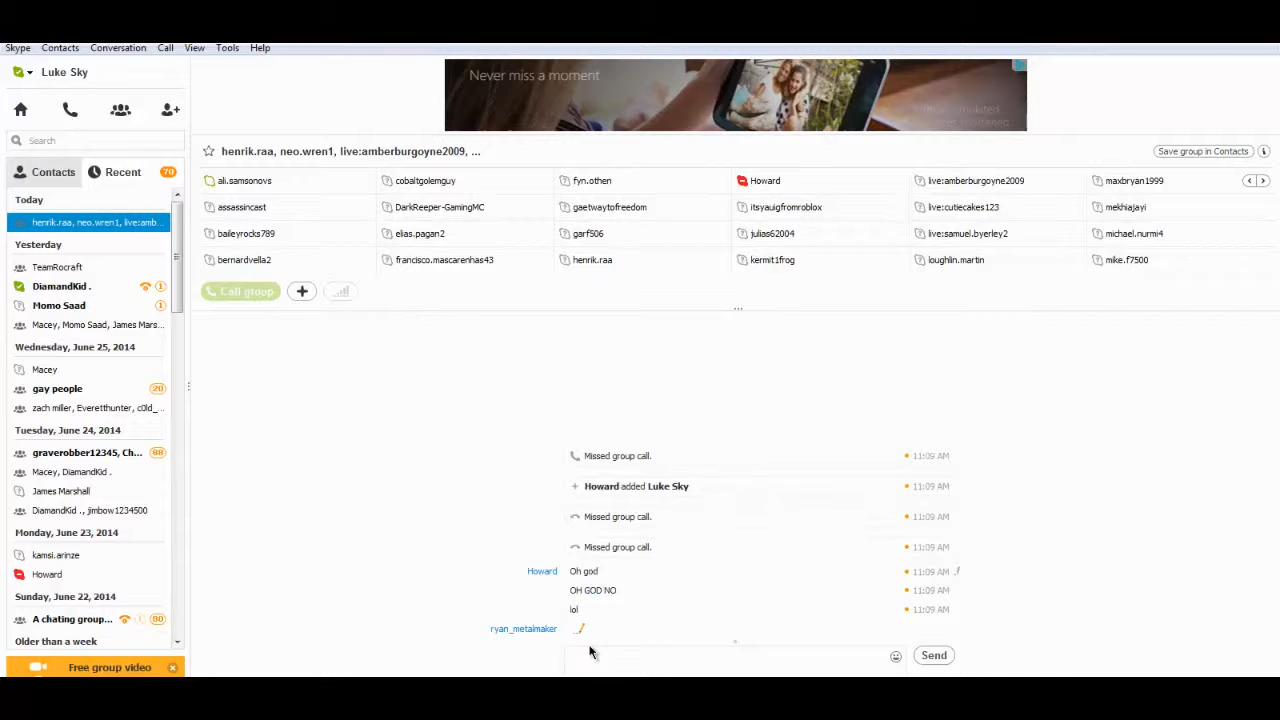 Skype Contacts Conversation Call View Tools Help
Luke Sky
Never miss a moment
Search
Contacts Recent 70
henrik.raa, neo.wren1, live:amberburgoyne2009, ...
Save group in Contacts
ali.samsonovs cobaltgolemguy fyn.othen Howard live:amberburgoyne2009 maxbryan1999
assassincast DarkReeper-GamingMC gaetwaytofreedom itsyauigfromroblox live:cutiecakes123 mekhiajayi
baileyrocks789 elias.pagan2 garf506 julias62004 live:samuel.byerley2 michael.nurmi4
bernardvella2 francisco.mascarenhas43 henrik.raa kermit1frog loughlin.martin mike.f7500
Call group
Today
henrik.raa, neo.wren1, live:amb...
Yesterday
TeamRocraft
DiamandKid . 1
Momo Saad 1
Macey, Momo Saad, James Mars...
Wednesday, June 25, 2014
Macey
gay people 20
zach miller, Everetthunter, c0ld_...
Tuesday, June 24, 2014
graverobber12345, Ch... 88
Macey, DiamandKid .
James Marshall
DiamandKid ., jimbow1234500
Monday, June 23, 2014
kamsi.arinze
Howard
Sunday, June 22, 2014
A chating group... 80
Older than a week
Free group video
Missed group call. 11:09 AM
Howard added Luke Sky 11:09 AM
Missed group call. 11:09 AM
Missed group call. 11:09 AM
Howard Oh god 11:09 AM
OH GOD NO 11:09 AM
lol 11:09 AM
ryan_metalmaker
Send